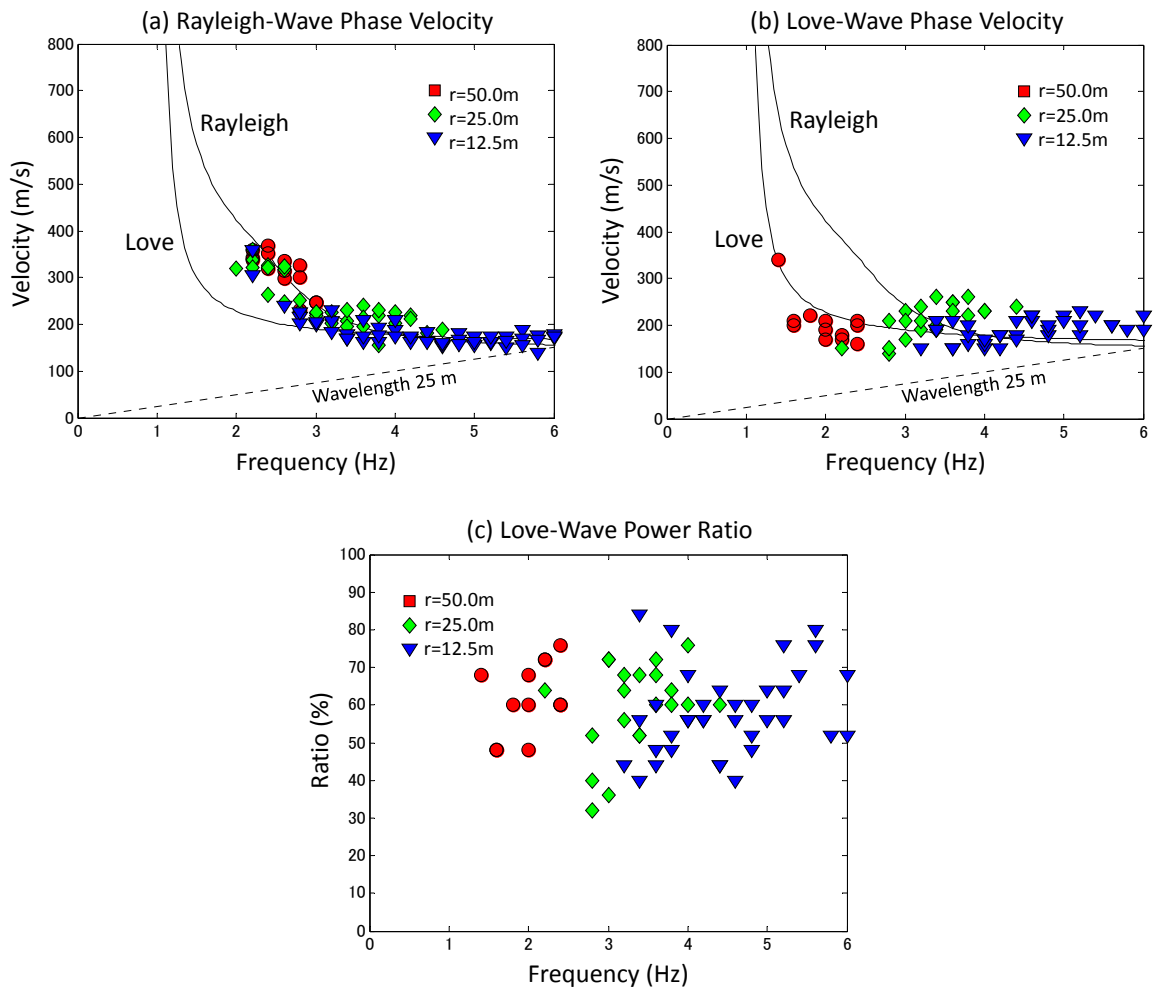 (a) Rayleigh-Wave Phase Velocity
800
700
600
500
400
300
200
100
0
Velocity (m/s)
r=50.0m
r=25.0m
r=12.5m
Rayleigh
Love
Wavelength 25 m
0 1 2 3 4 5 6
Frequency (Hz)
(b) Love-Wave Phase Velocity
800
700
600
500
400
300
200
100
0
Velocity (m/s)
r=50.0m
r=25.0m
r=12.5m
Rayleigh
Love
Wavelength 25 m
0 1 2 3 4 5 6
Frequency (Hz)
(c) Love-Wave Power Ratio
100
90
80
70
60
50
40
30
20
10
0
Ratio (%)
r=50.0m
r=25.0m
r=12.5m
0 1 2 3 4 5 6
Frequency (Hz)